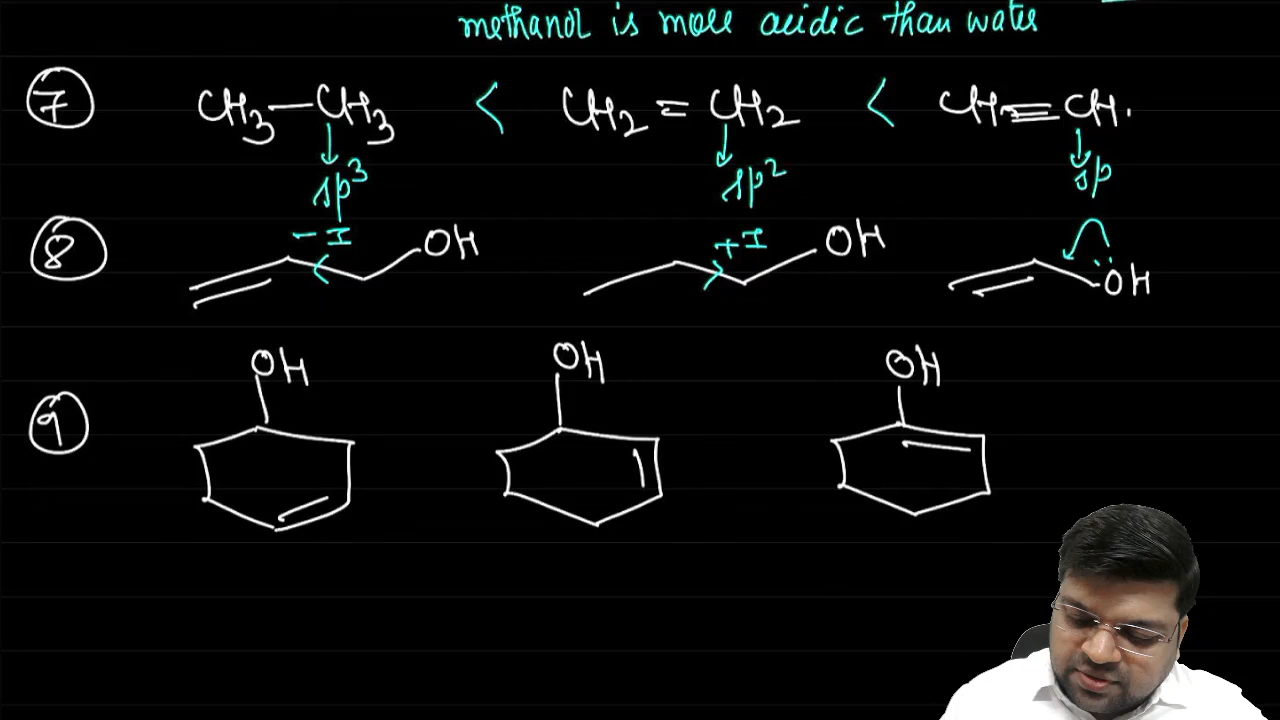 methanol is more acidic than water
7 CH3–CH3 < CH2=CH2 < CH≡CH.
sp3 sp2 sp
-I +I
8 OH OH ÖH
OH OH OH
9